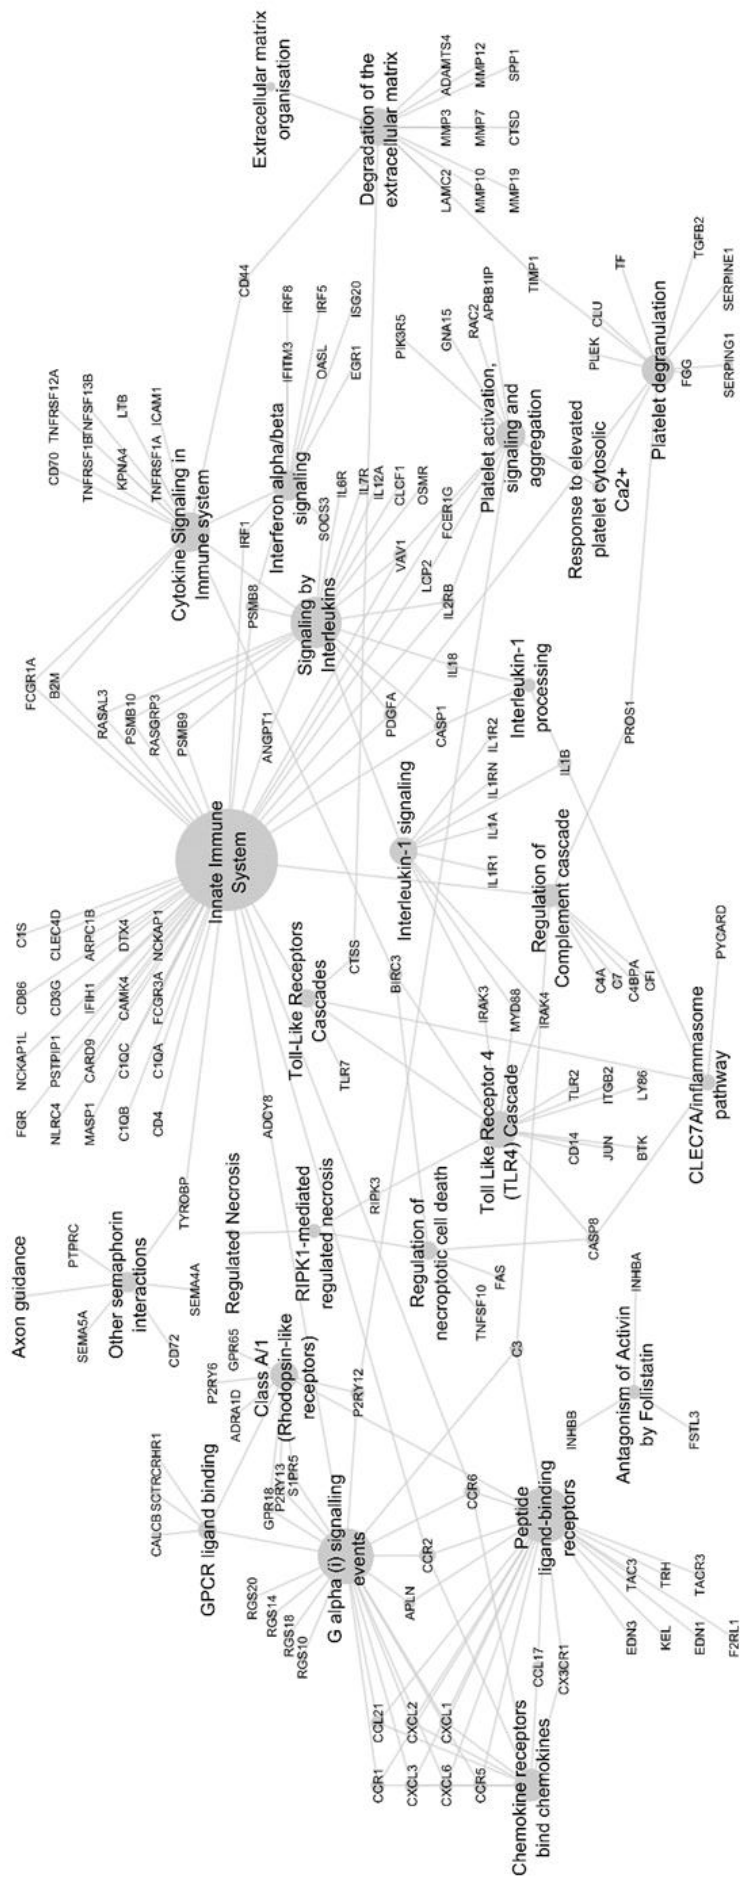 Axon guidance
SEMA5A
PTPRC
Other semaphorin
interactions
CD72
SEMA4A
TYROBP
FGR
NCKAP1L
CD86
C1S
NLRC4
PSTPIP1
CD3G
CLEC4D
MASP1
CARD9
IFIH1
ARPC1B
C1QB
C1QC
CAMK4
DTX4
CD4
C1QA
FCGR3A
NCKAP1
Innate Immune
System
FCGR1A
B2M
RASAL3
PSMB10
RASGRP3
PSMB9
ANGPT1
CD70
TNFRSF12A
TNFRSF1B
TNFSF13B
KPNA4
LTB
TNFRSF1A
ICAM1
Cytokine Signaling in
Immune system
PSMB8
IRF1
CD44
Extracellular matrix
organisation
Interferon alpha/beta
signaling
IFITM3
IRF8
OASL
IRF5
EGR1
ISG20
Signaling by
Interleukins
SOCS3
IL6R
IL7R
IL12A
CLCF1
OSMR
VAV1
LCP2
FCER1G
IL2RB
IL18
PDGFA
CASP1
Degradation of the
extracellular matrix
LAMC2
MMP3
ADAMTS4
MMP10
MMP7
MMP12
MMP19
CTSD
SPP1
TIMP1
PIK3R5
GNA15
RAC2
APBB1IP
Platelet activation,
signaling and
aggregation
Response to elevated
platelet cytosolic
Ca2+
PLEK
CLU
TF
Platelet degranulation
FGG
TGFB2
SERPING1
SERPINE1
PROS1
CALCB
SCTR
CRHR1
GPCR ligand binding
P2RY6
GPR65
ADRA1D
Class A/1
(Rhodopsin-like
receptors)
GPR18
P2RY13
S1PR5
P2RY12
Regulated Necrosis
ADCY8
RIPK1-mediated
regulated necrosis
RIPK3
Toll-Like Receptors
Cascades
TLR7
CTSS
BIRC3
RGS20
RGS14
RGS18
RGS10
G alpha (i) signalling
events
APLN
CCR2
CCR6
Regulation of
necroptotic cell death
TNFSF10
FAS
C3
Interleukin-1 signaling
IL1R1
IL1A
IL1RN
IL1R2
Interleukin-1
processing
IL1B
IRAK3
MYD88
IRAK4
Toll Like Receptor 4
(TLR4) Cascade
CD14
TLR2
JUN
ITGB2
BTK
LY86
CASP8
Regulation of
Complement cascade
C4A
C7
C4BPA
CFI
CLEC7A/inflammasome
pathway
PYCARD
CCR1
CCL21
CXCL3
CXCL2
CXCL6
CXCL1
CCR5
Chemokine receptors
bind chemokines
CCL17
CX3CR1
Peptide
ligand-binding
receptors
EDN3
TAC3
KEL
TRH
EDN1
TACR3
F2RL1
INHBB
INHBA
Antagonism of Activin
by Follistatin
FSTL3